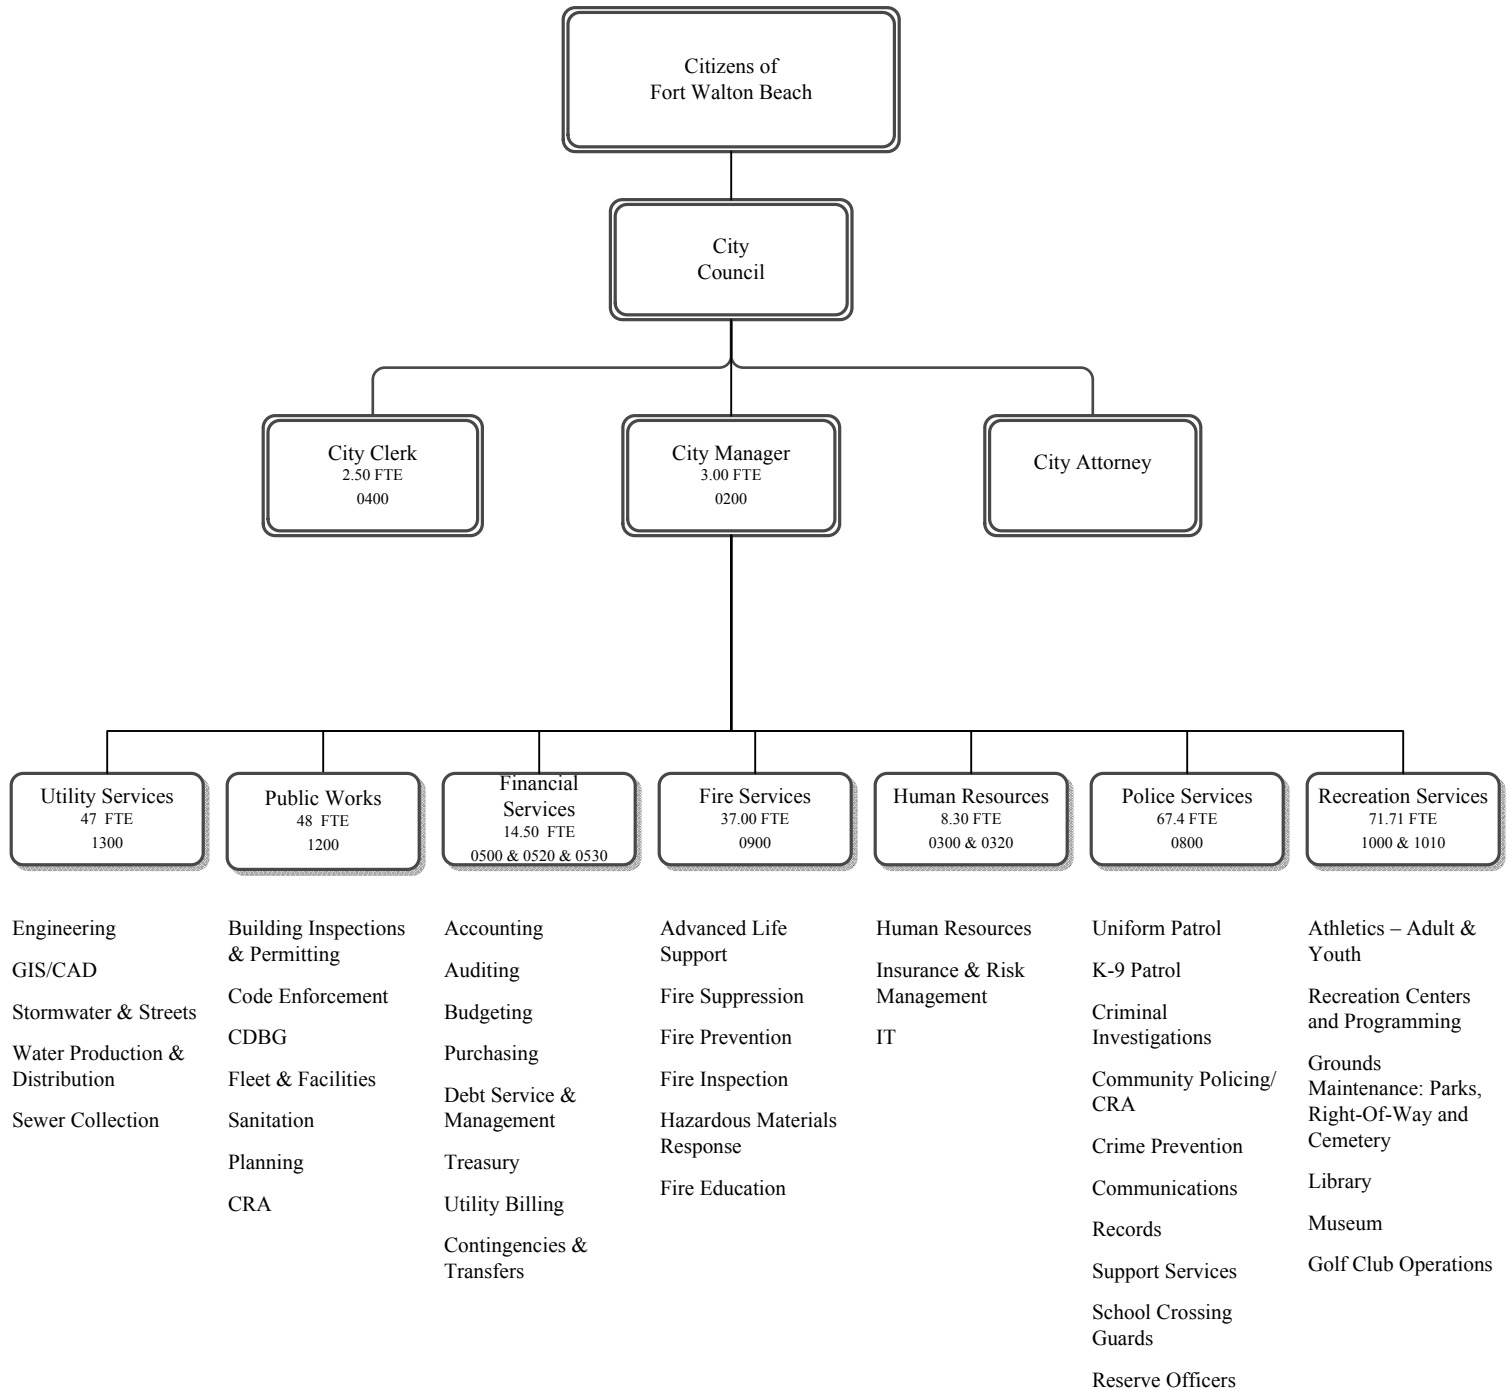 Citizens of
Fort Walton Beach
City
Council
City Clerk
2.50 FTE
0400
City Manager
3.00 FTE
0200
City Attorney
Utility Services
47 FTE
1300
Public Works
48 FTE
1200
Financial
Services
14.50 FTE
0500 & 0520 & 0530
Fire Services
37.00 FTE
0900
Human Resources
8.30 FTE
0300 & 0320
Police Services
67.4 FTE
0800
Recreation Services
71.71 FTE
1000 & 1010
Engineering
GIS/CAD
Stormwater & Streets
Water Production &
Distribution
Sewer Collection
Building Inspections
& Permitting
Code Enforcement
CDBG
Fleet & Facilities
Sanitation
Planning
CRA
Accounting
Auditing
Budgeting
Purchasing
Debt Service &
Management
Treasury
Utility Billing
Contingencies &
Transfers
Advanced Life
Support
Fire Suppression
Fire Prevention
Fire Inspection
Hazardous Materials
Response
Fire Education
Human Resources
Insurance & Risk
Management
IT
Uniform Patrol
K-9 Patrol
Criminal
Investigations
Community Policing/
CRA
Crime Prevention
Communications
Records
Support Services
School Crossing
Guards
Reserve Officers
Athletics – Adult &
Youth
Recreation Centers
and Programming
Grounds
Maintenance: Parks,
Right-Of-Way and
Cemetery
Library
Museum
Golf Club Operations